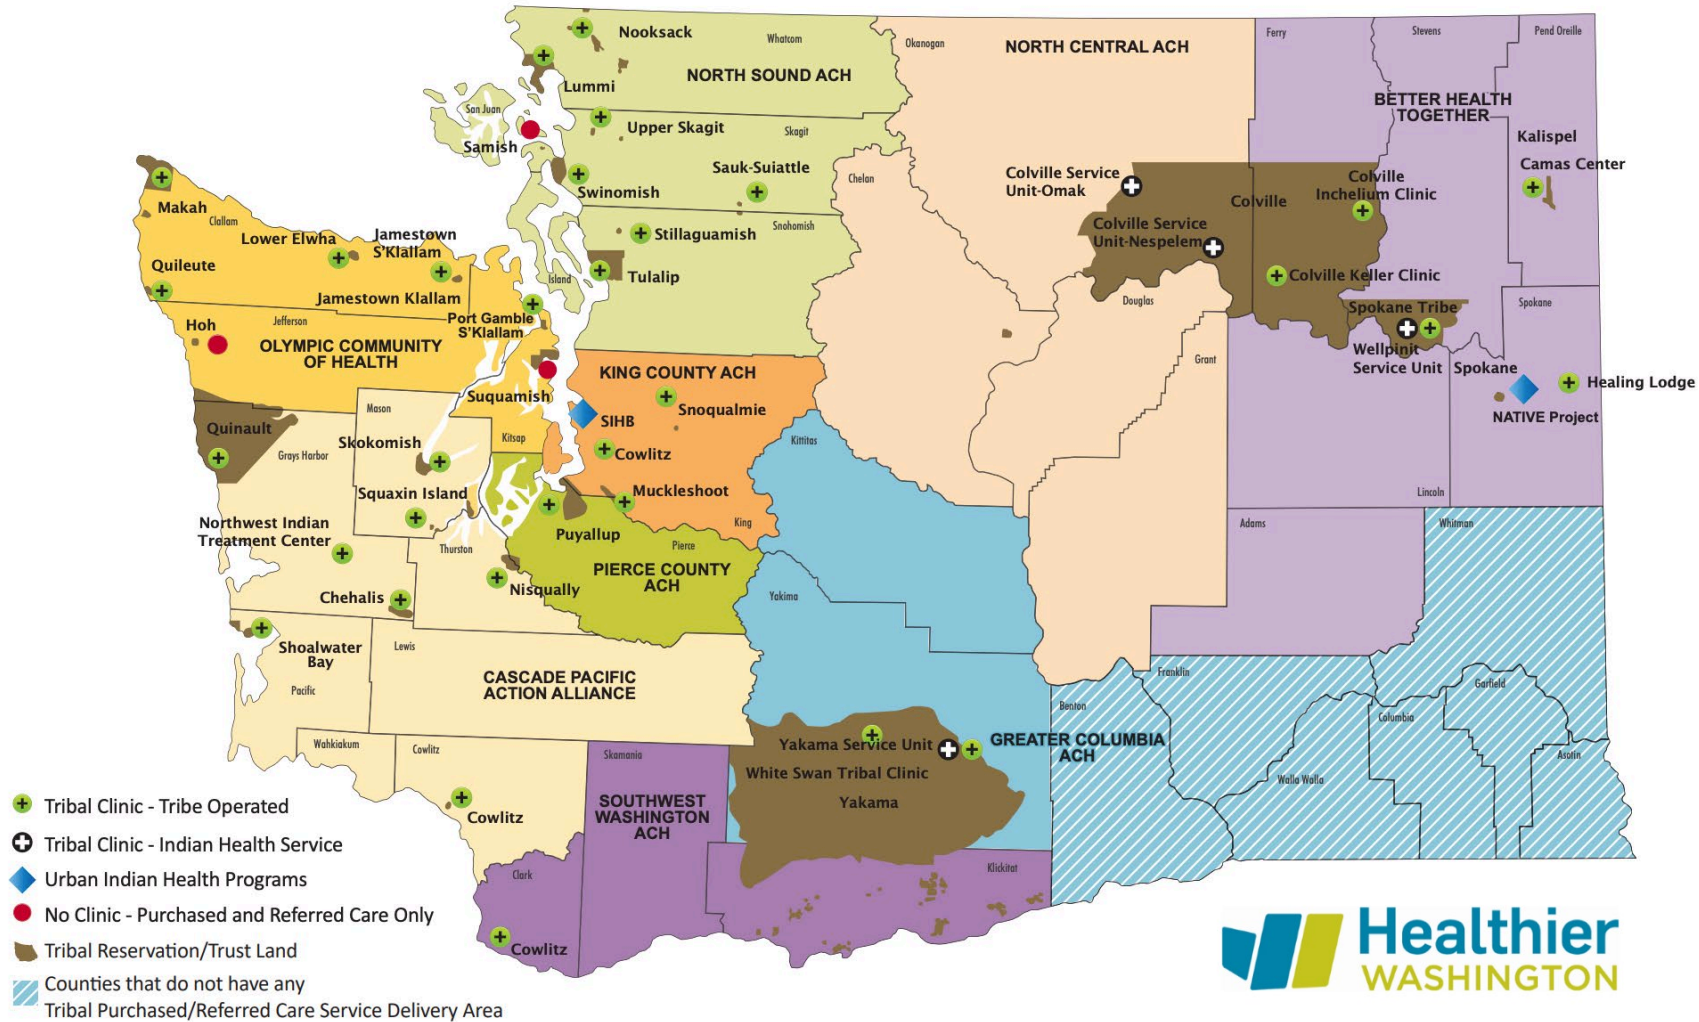 Nooksack
Whatcom
Okanogan
NORTH CENTRAL ACH
Ferry
Stevens
Pend Oreille
NORTH SOUND ACH
Lummi
San Juan
BETTER HEALTH
TOGETHER
Upper Skagit
Skagit
Samish
Kalispel
Camas Center
Sauk-Suiattle
Swinomish
Chelan
Colville Service
Unit-Omak
Colville
Inchelium Clinic
Colville
Makah
Clallam
Lower Elwha
Jamestown
S'Klallam
Stillaguamish
Snohomish
Colville Service
Unit-Nespelem
Quileute
Jamestown Klallam
Island
Tulalip
Colville Keller Clinic
Douglas
Spokane
Hoh
Jefferson
Port Gamble
S'Klallam
Spokane Tribe
OLYMPIC COMMUNITY
OF HEALTH
Grant
Wellpinit
Service Unit
Spokane
KING COUNTY ACH
Suquamish
Snoqualmie
Healing Lodge
NATIVE Project
Mason
SIHB
Quinault
Skokomish
Kitsap
Kittitas
Grays Harbor
Cowlitz
Squaxin Island
Muckleshoot
Lincoln
Northwest Indian
Treatment Center
King
Adams
Whitman
Puyallup
Thurston
Pierce
PIERCE COUNTY
ACH
Nisqually
Chehalis
Yakima
Shoalwater
Bay
Lewis
CASCADE PACIFIC
ACTION ALLIANCE
Pacific
Franklin
Garfield
Benton
Columbia
Wahkiakum
Cowlitz
Skamania
Yakama Service Unit
GREATER COLUMBIA
ACH
White Swan Tribal Clinic
Yakama
Asotin
Walla Walla
Cowlitz
SOUTHWEST
WASHINGTON
ACH
Clark
Klickitat
Cowlitz
Tribal Clinic - Tribe Operated
Tribal Clinic - Indian Health Service
Urban Indian Health Programs
No Clinic - Purchased and Referred Care Only
Tribal Reservation/Trust Land
Counties that do not have any
Tribal Purchased/Referred Care Service Delivery Area
Healthier
WASHINGTON